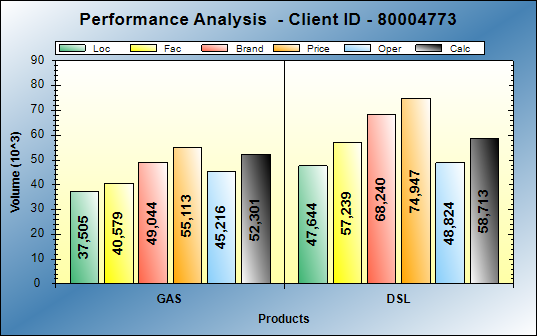 Performance Analysis - Client ID - 80004773
Loc Fac Brand Price Oper Calc
Volume (10^3)
90
80
70
60
50
40
30
20
10
0
37,505 40,579 49,044 55,113 45,216 52,301
47,644 57,239 68,240 74,947 48,824 58,713
GAS DSL
Products